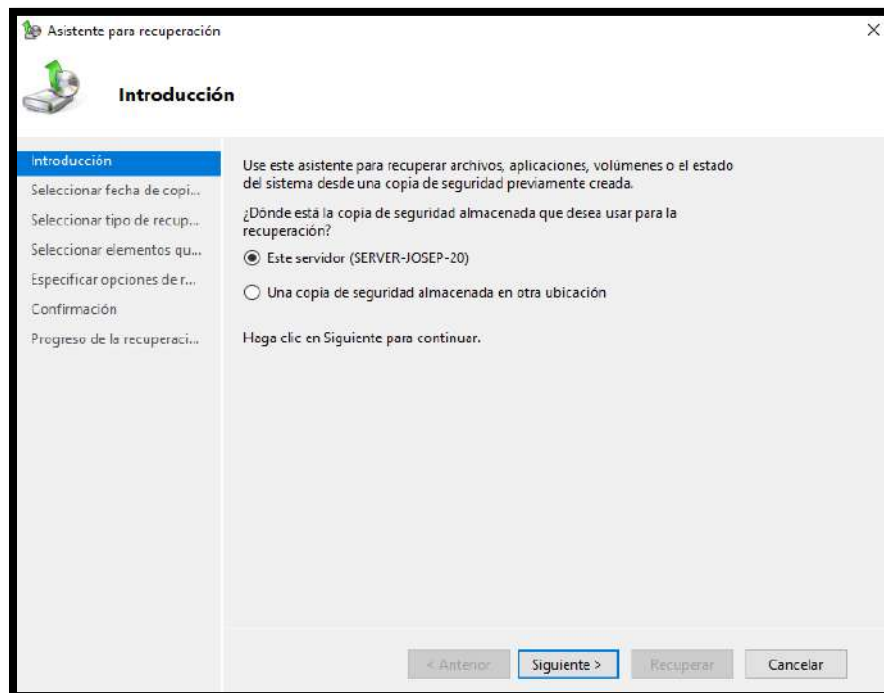 Asistente para recuperación
Introducción
Introducción
Seleccionar fecha de copi...
Seleccionar tipo de recup...
Seleccionar elementos qu...
Especificar opciones de r...
Confirmación
Progreso de la recuperaci...
Use este asistente para recuperar archivos, aplicaciones, volúmenes o el estado
del sistema desde una copia de seguridad previamente creada.
¿Dónde está la copia de seguridad almacenada que desea usar para la
recuperación?
Este servidor (SERVER-JOSEP-20)
Una copia de seguridad almacenada en otra ubicación
Haga clic en Siguiente para continuar.
< Anterior Siguiente > Recuperar Cancelar